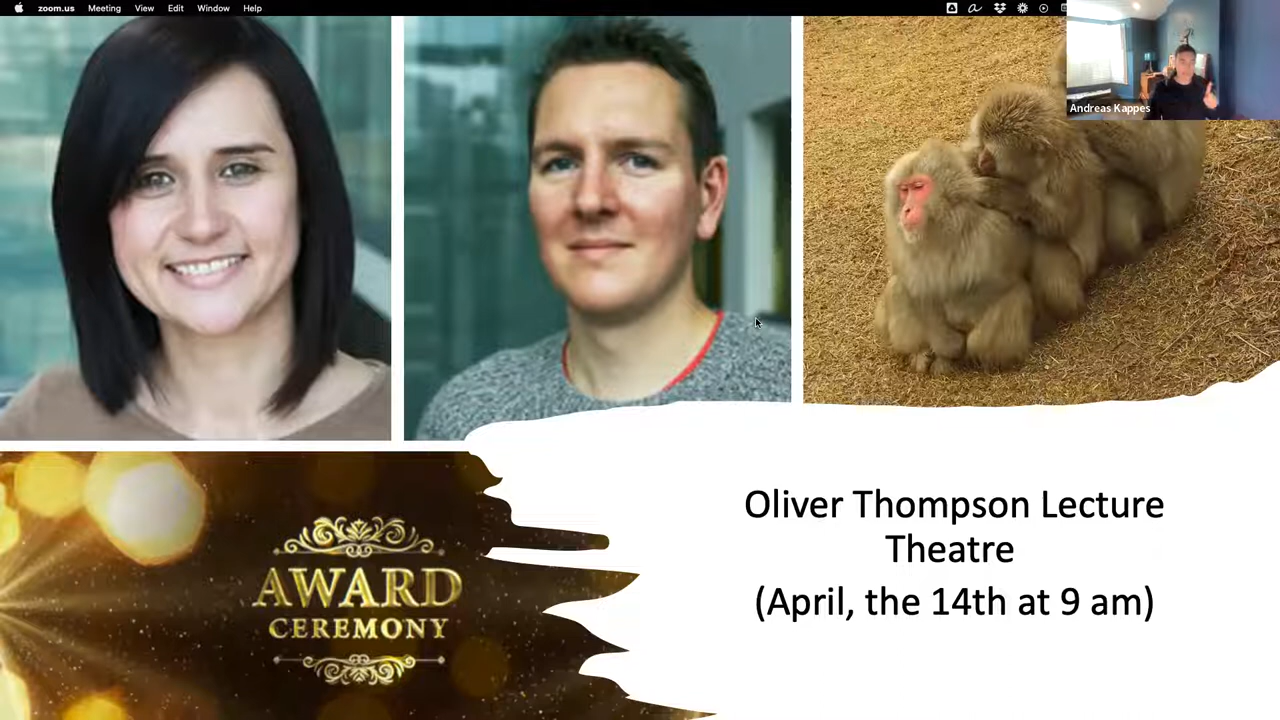 zoom.us Meeting View Edit Window Help
Andreas Kappes
AWARD
CEREMONY
Oliver Thompson Lecture
Theatre
(April, the 14th at 9 am)